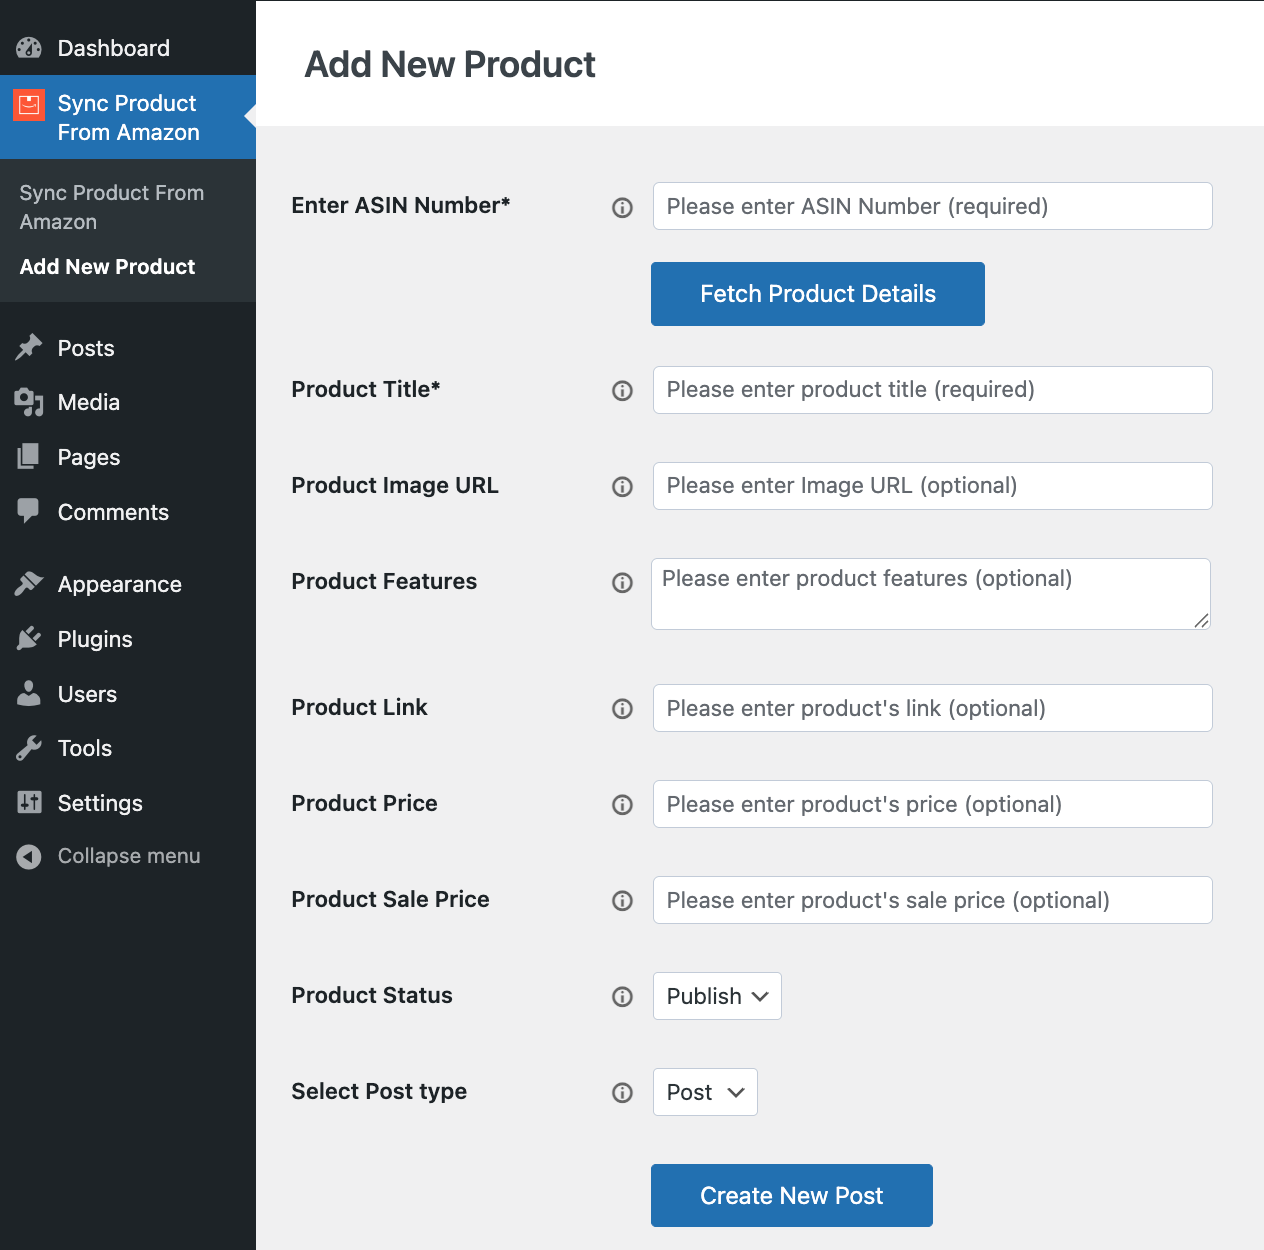 Dashboard
Sync Product
From Amazon
Sync Product From
Amazon
Add New Product
Posts
Media
Pages
Comments
Appearance
Plugins
Users
Tools
Settings
Collapse menu
Add New Product
Enter ASIN Number*
Please enter ASIN Number (required)
Fetch Product Details
Product Title*
Please enter product title (required)
Product Image URL
Please enter Image URL (optional)
Product Features
Please enter product features (optional)
Product Link
Please enter product's link (optional)
Product Price
Please enter product's price (optional)
Product Sale Price
Please enter product's sale price (optional)
Product Status
Publish
Select Post type
Post
Create New Post